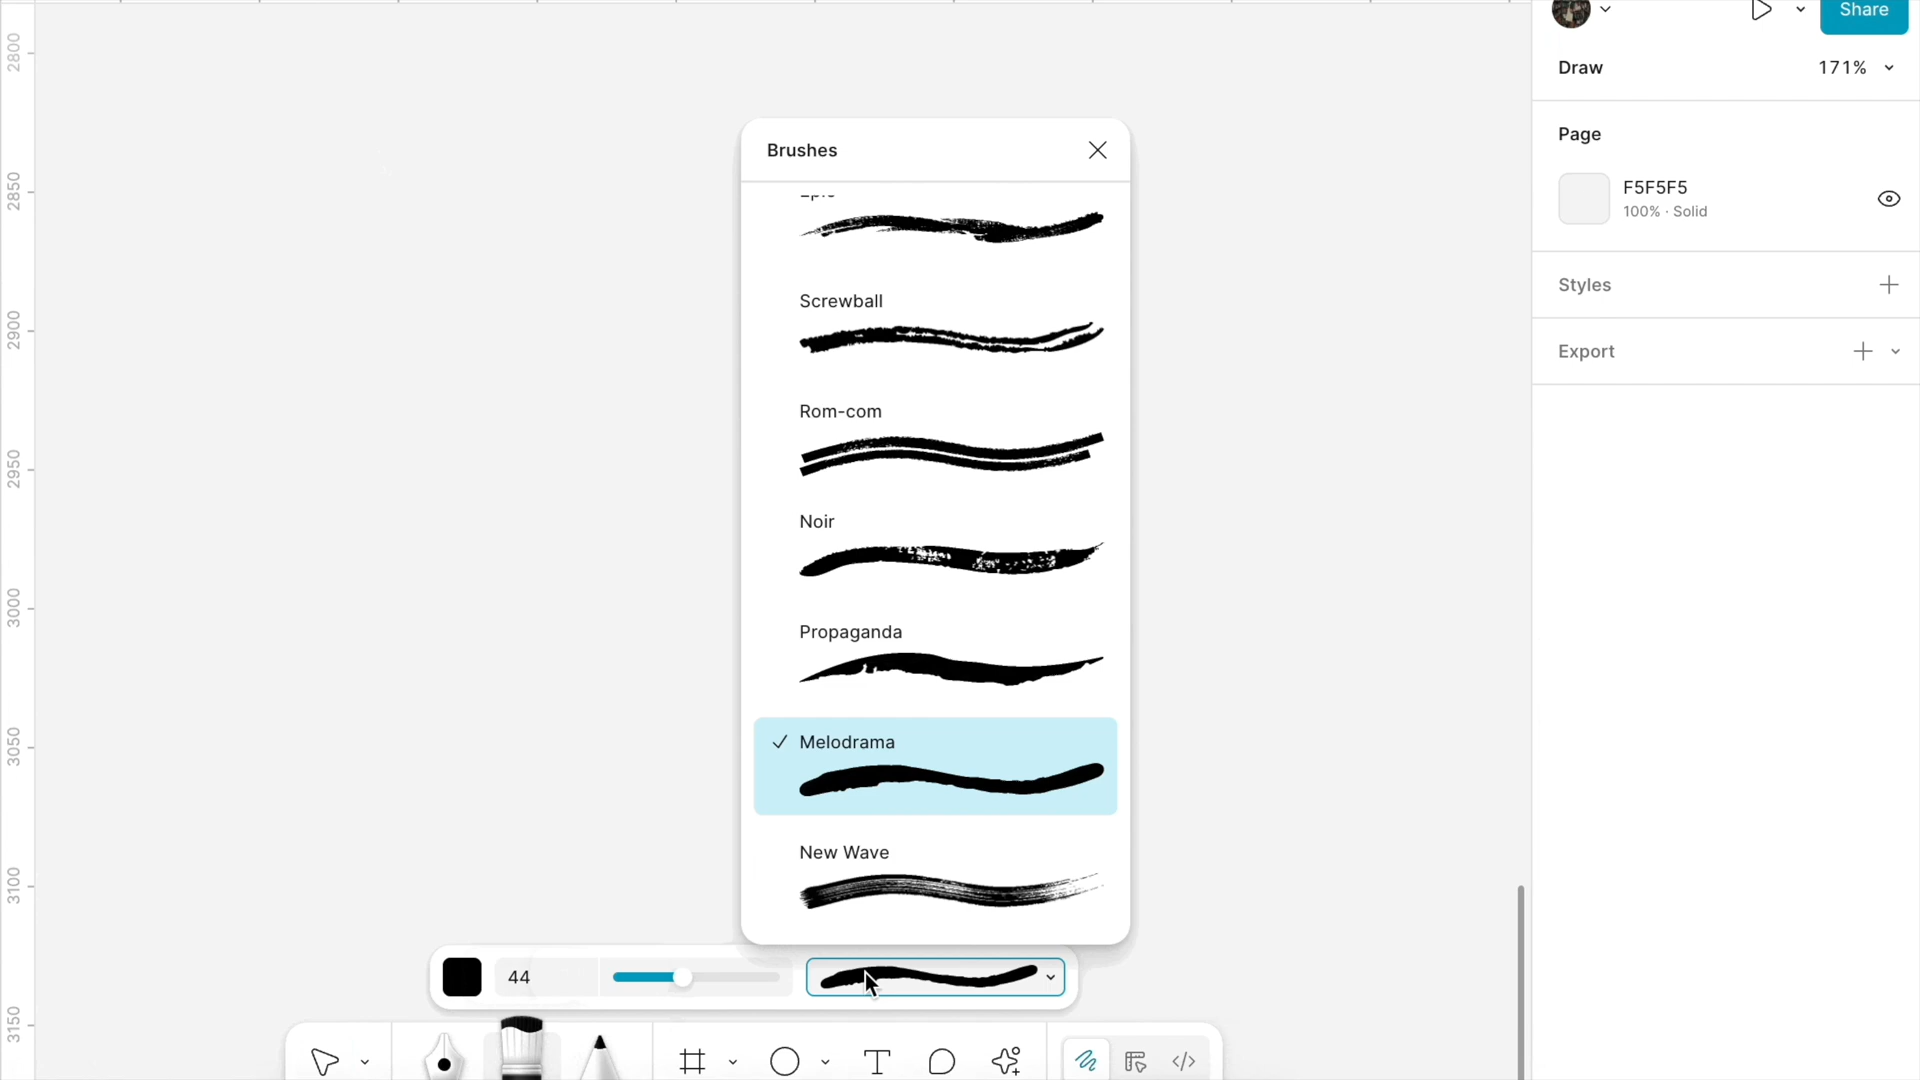 Share
Draw
171%
Page
F5F5F5
100% · Solid
Styles
Export
Brushes
Screwball
Rom-com
Noir
Propaganda
Melodrama
New Wave
44
2800
2850
2900
2950
3000
3050
3100
3150